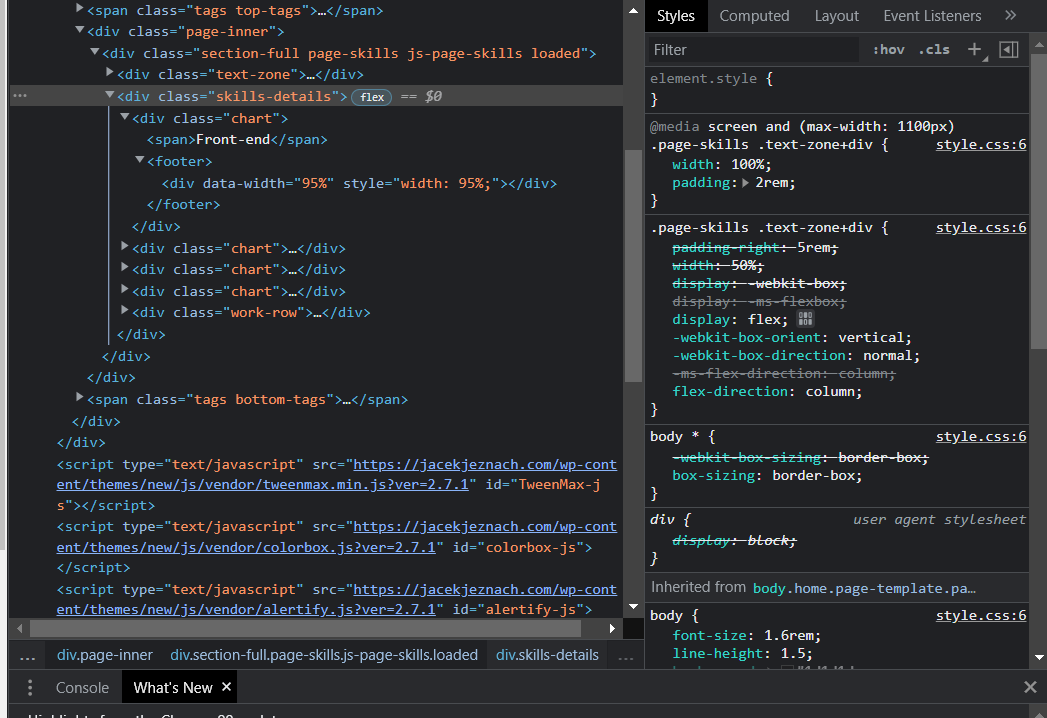 <span class="tags top-tags">…</span>
<div class="page-inner">
<div class="section-full page-skills js-page-skills loaded">
<div class="text-zone">…</div>
<div class="skills-details"> flex == $0
<div class="chart">
<span>Front-end</span>
<footer>
<div data-width="95%" style="width: 95%;"></div>
</footer>
</div>
<div class="chart">…</div>
<div class="chart">…</div>
<div class="chart">…</div>
<div class="work-row">…</div>
</div>
</div>
</div>
<span class="tags bottom-tags">…</span>
</div>
</div>
<script type="text/javascript" src="https://jacekjeznach.com/wp-cont
ent/themes/new/js/vendor/tweenmax.min.js?ver=2.7.1" id="TweenMax-j
s"></script>
<script type="text/javascript" src="https://jacekjeznach.com/wp-cont
ent/themes/new/js/vendor/colorbox.js?ver=2.7.1" id="colorbox-js">
</script>
<script type="text/javascript" src="https://jacekjeznach.com/wp-cont
ent/themes/new/js/vendor/alertify.js?ver=2.7.1" id="alertify-js">
... div.page-inner div.section-full.page-skills.js-page-skills.loaded div.skills-details ...
Styles Computed Layout Event Listeners »
Filter :hov .cls +
element.style {
}
@media screen and (max-width: 1100px)
.page-skills .text-zone+div { style.css:6
width: 100%;
padding: 2rem;
}
.page-skills .text-zone+div { style.css:6
padding-right: 5rem;
width: 50%;
display: -webkit-box;
display: -ms-flexbox;
display: flex;
-webkit-box-orient: vertical;
-webkit-box-direction: normal;
-ms-flex-direction: column;
flex-direction: column;
}
body * { style.css:6
-webkit-box-sizing: border-box;
box-sizing: border-box;
}
div { user agent stylesheet
display: block;
}
Inherited from body.home.page-template.pa…
body { style.css:6
font-size: 1.6rem;
line-height: 1.5;
Console What's New ×